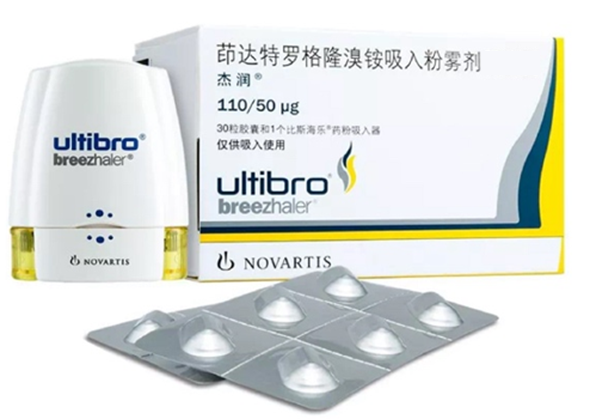 ultibro®
breezhaler®
NOVARTIS
茚达特罗格隆溴铵吸入粉雾剂
杰润®
110/50 µg
30粒胶囊和1个比斯海乐®药粉吸入器
仅供吸入使用
ultibro®
breezhaler®
NOVARTIS